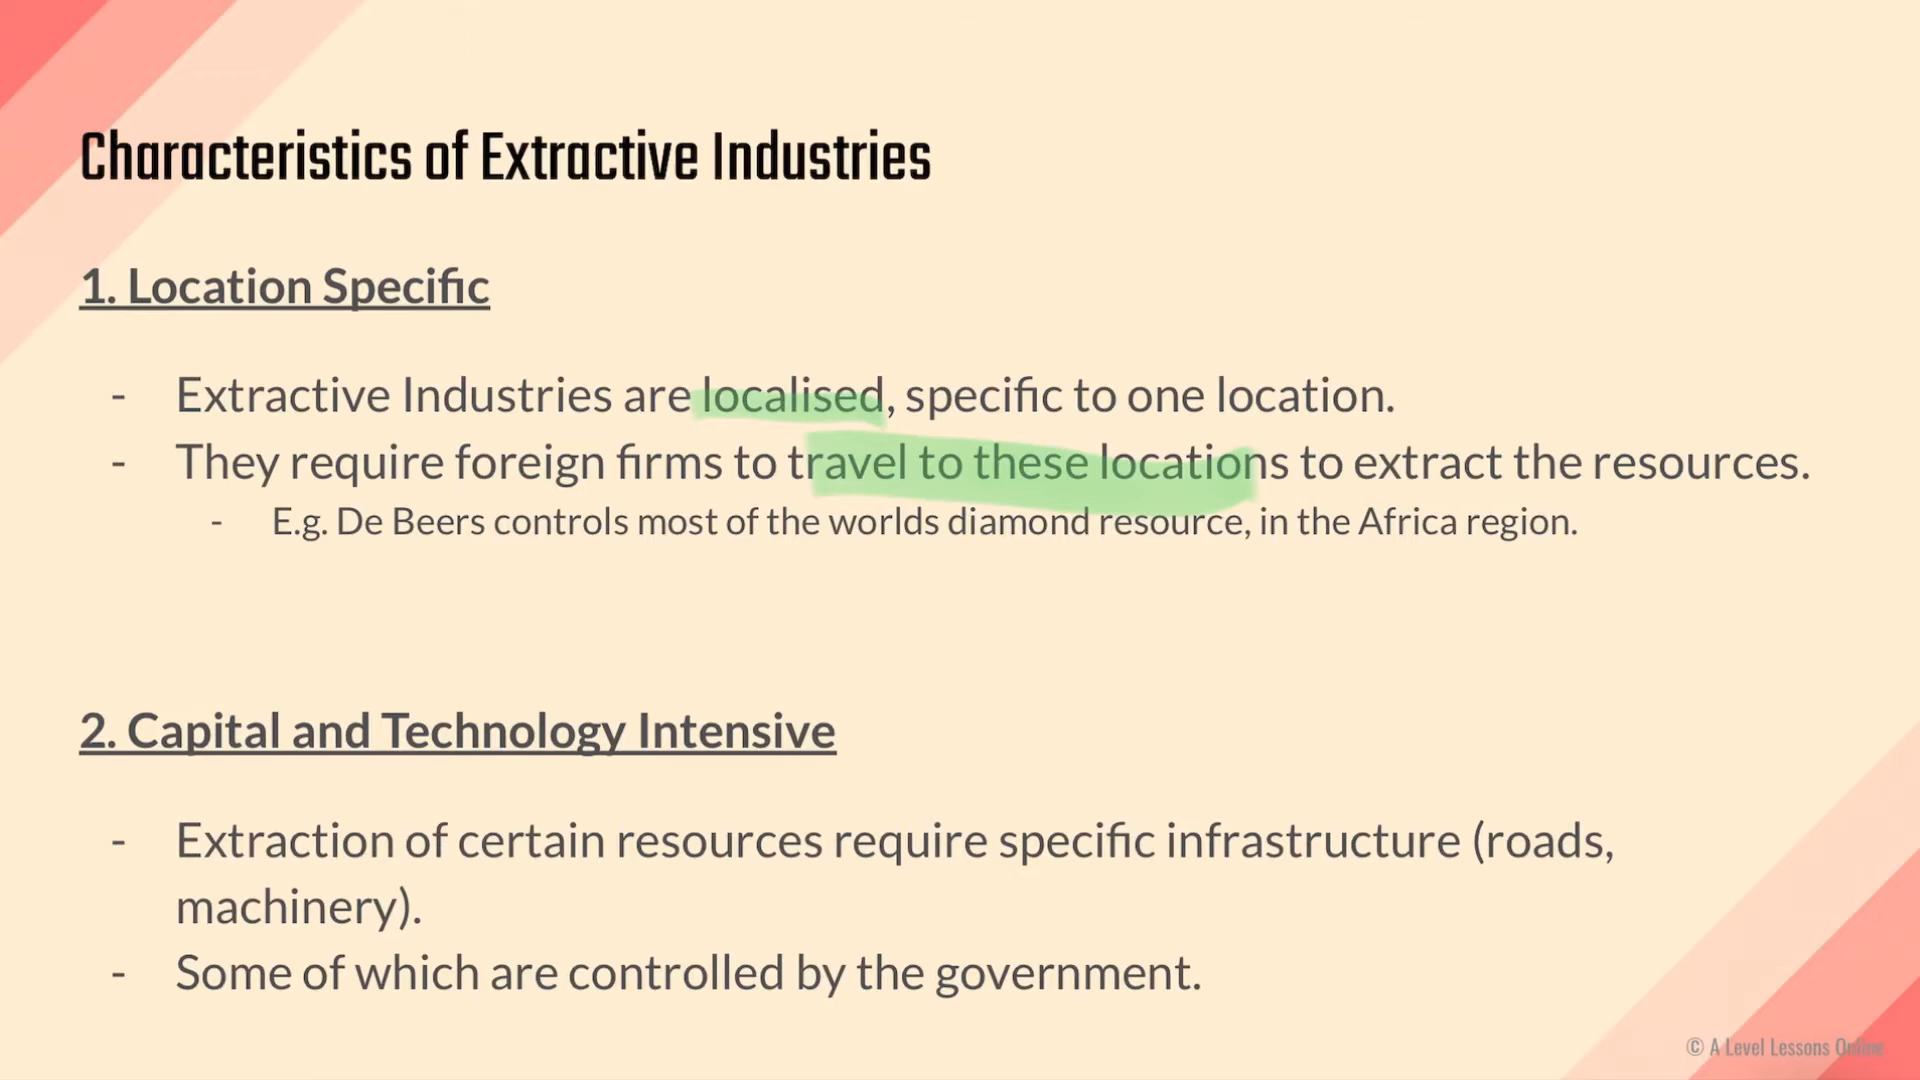 Characteristics of Extractive Industries
1. Location Specific
- Extractive Industries are localised, specific to one location.
- They require foreign firms to travel to these locations to extract the resources.
- E.g. De Beers controls most of the worlds diamond resource, in the Africa region.
2. Capital and Technology Intensive
- Extraction of certain resources require specific infrastructure (roads,
machinery).
- Some of which are controlled by the government.
© A Level Lessons Online